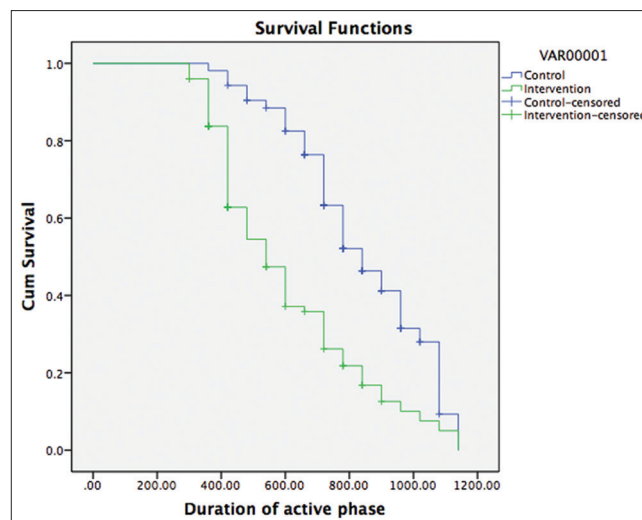 Survival Functions
VAR00001
Control
Intervention
Control-censored
Intervention-censored
Cum Survival
1.0
0.8
0.6
0.4
0.2
0.0
.00 200.00 400.00 600.00 800.00 1000.00 1200.00
Duration of active phase